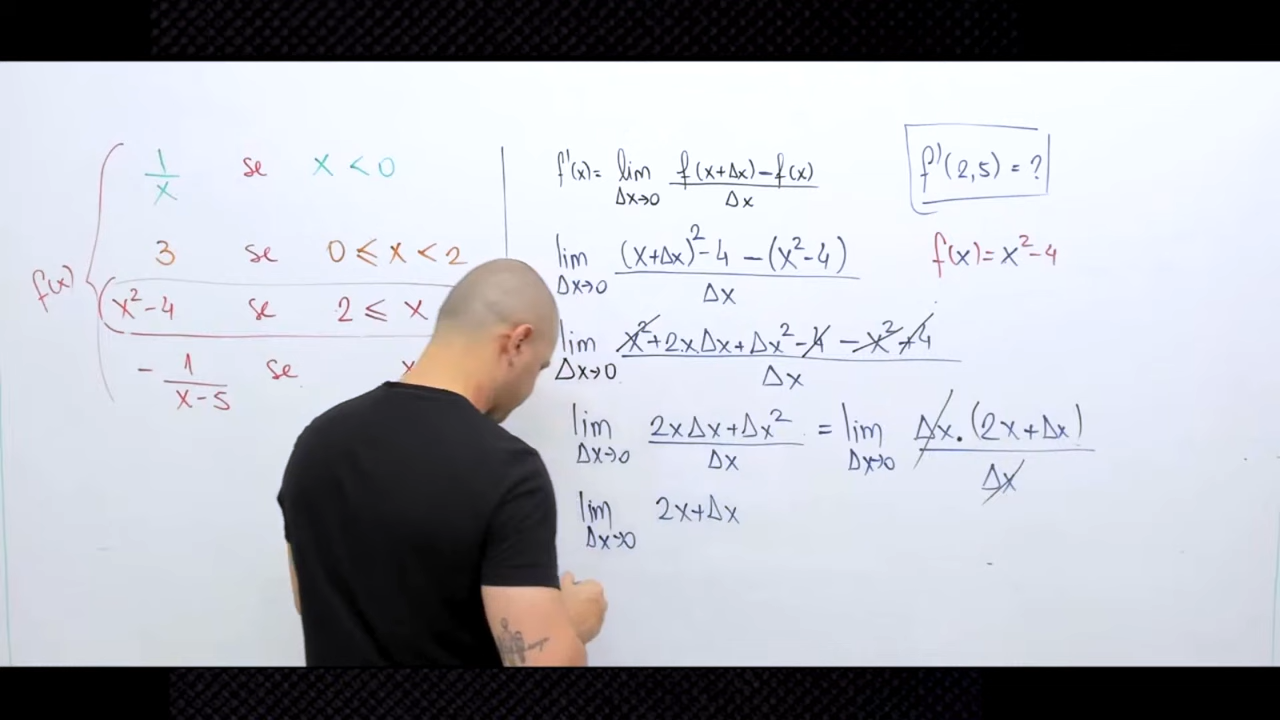 f(x)
1/x se x < 0
3 se 0 ≤ x < 2
x²-4 se 2 ≤ x
- 1/(x-5) se x
f'(x) = lim Δx→0 (f(x+Δx)-f(x))/Δx
lim Δx→0 ((x+Δx)²-4-(x²-4))/Δx
lim Δx→0 (x²+2xΔx+Δx²-4-x²+4)/Δx
lim Δx→0 (2xΔx+Δx²)/Δx = lim Δx→0 (Δx.(2x+Δx))/Δx
lim Δx→0 2x+Δx
f'(2,5) = ?
f(x)=x²-4